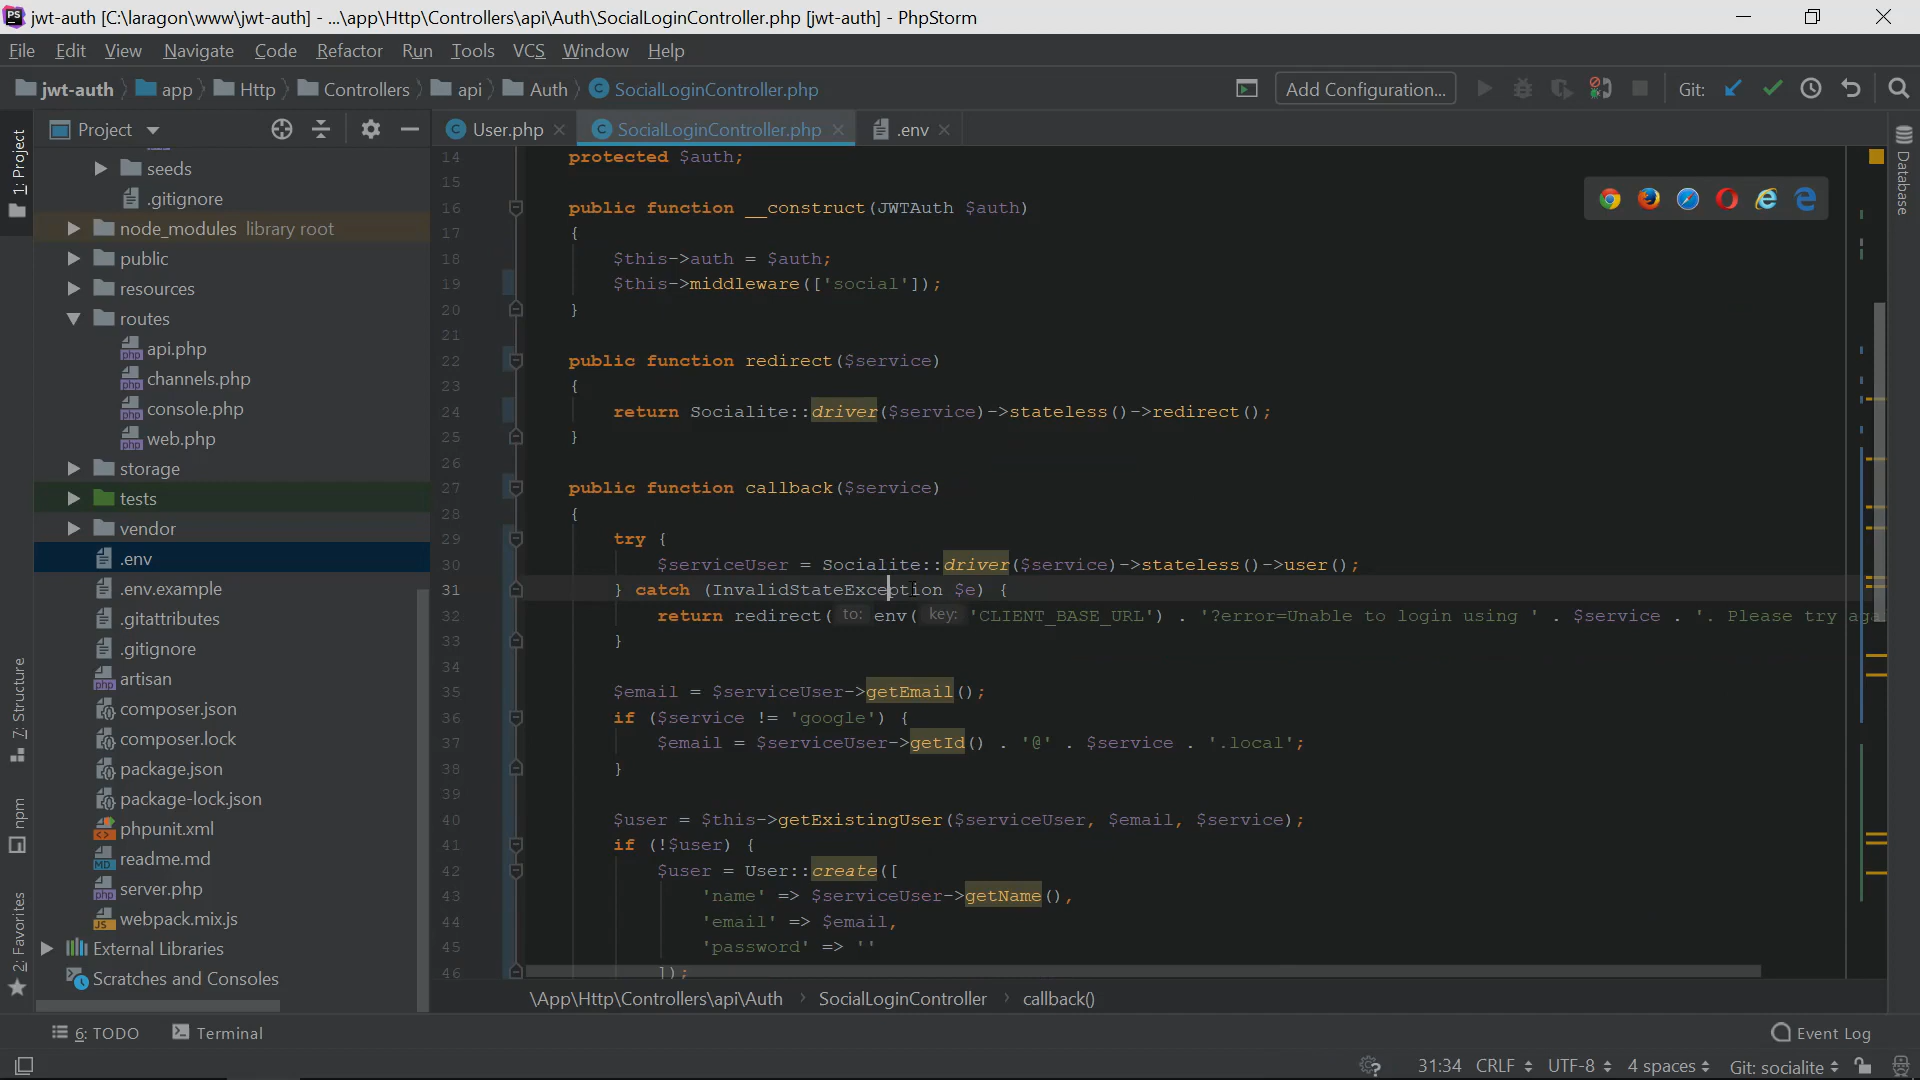 PS jwt-auth [C:\laragon\www\jwt-auth] - ...\app\Http\Controllers\api\Auth\SocialLoginController.php [jwt-auth] - PhpStorm
File Edit View Navigate Code Refactor Run Tools VCS Window Help
jwt-auth app Http Controllers api Auth SocialLoginController.php Add Configuration... Git:
1: Project
Project
seeds
.gitignore
node_modules library root
public
resources
routes
api.php
channels.php
console.php
web.php
storage
tests
vendor
.env
.env.example
.gitattributes
.gitignore
artisan
composer.json
composer.lock
package.json
package-lock.json
phpunit.xml
readme.md
server.php
webpack.mix.js
External Libraries
Scratches and Consoles
7: Structure
npm
2: Favorites
User.php SocialLoginController.php .env
14 protected $auth;
15
16 public function __construct(JWTAuth $auth)
17 {
18 $this->auth = $auth;
19 $this->middleware(['social']);
20 }
21
22 public function redirect($service)
23 {
24 return Socialite::driver($service)->stateless()->redirect();
25 }
26
27 public function callback($service)
28 {
29 try {
30 $serviceUser = Socialite::driver($service)->stateless()->user();
31 } catch (InvalidStateException $e) {
32 return redirect( to: env( key: 'CLIENT_BASE_URL') . '?error=Unable to login using ' . $service . '. Please try aga
33 }
34
35 $email = $serviceUser->getEmail();
36 if ($service != 'google') {
37 $email = $serviceUser->getId() . '@' . $service . '.local';
38 }
39
40 $user = $this->getExistingUser($serviceUser, $email, $service);
41 if (!$user) {
42 $user = User::create([
43 'name' => $serviceUser->getName(),
44 'email' => $email,
45 'password' => ''
46 ]);
Database
\App\Http\Controllers\api\Auth SocialLoginController callback()
6: TODO Terminal Event Log
31:34 CRLF UTF-8 4 spaces Git: socialite